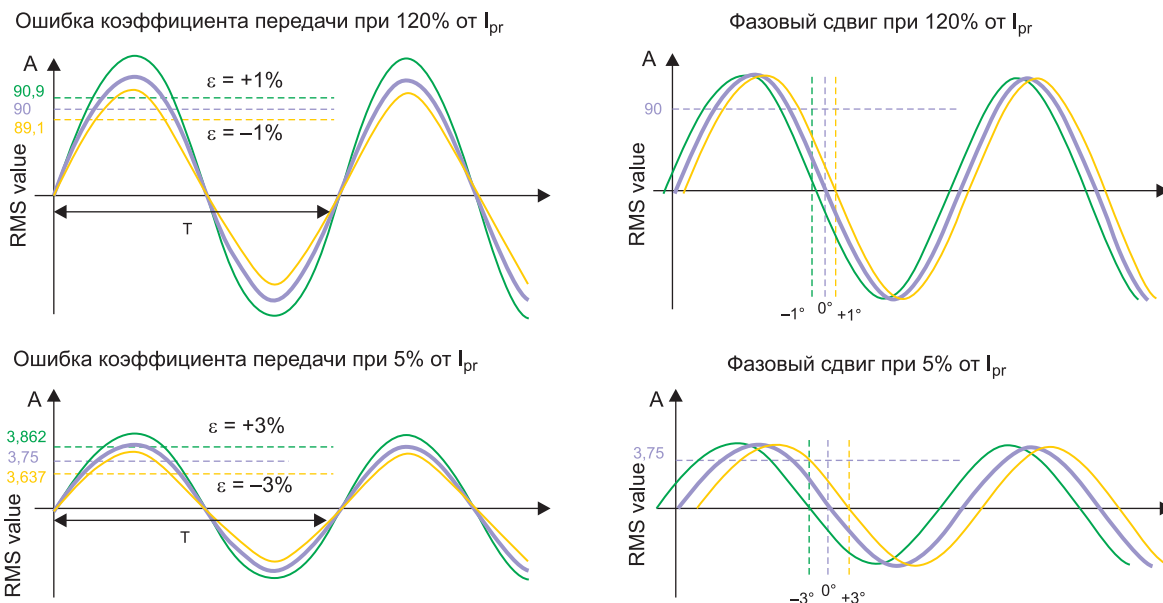 Ошибка коэффициента передачи при 120% от Ipr
A
90,9
90
89,1
RMS value
ε = +1%
ε = –1%
T
Фазовый сдвиг при 120% от Ipr
A
90
RMS value
–1°
0°
+1°
Ошибка коэффициента передачи при 5% от Ipr
A
3,862
3,75
3,637
RMS value
ε = +3%
ε = –3%
T
Фазовый сдвиг при 5% от Ipr
A
3,75
RMS value
–3°
0°
+3°